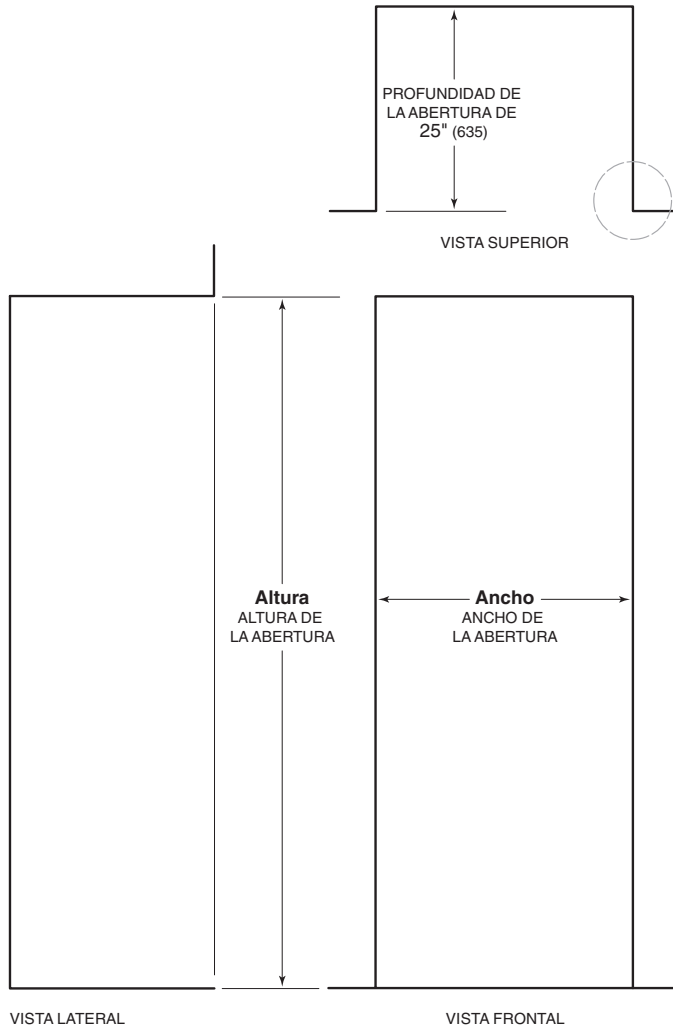 PROFUNDIDAD DE
LA ABERTURA DE
25" (635)
VISTA SUPERIOR
Altura
ALTURA DE
LA ABERTURA
Ancho
ANCHO DE
LA ABERTURA
VISTA LATERAL
VISTA FRONTAL